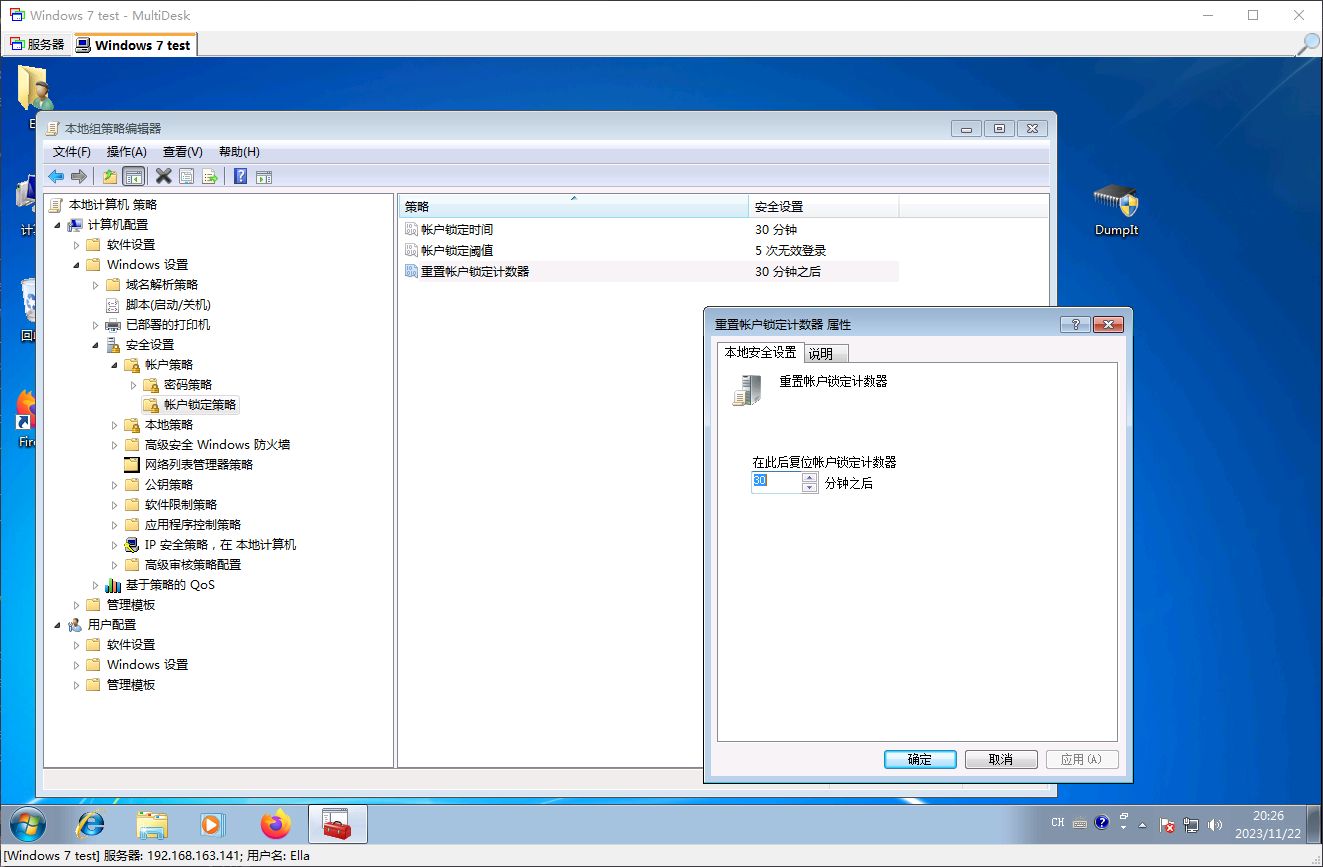 Windows 7 test - MultiDesk
服务器
Windows 7 test
本地组策略编辑器
文件(F) 操作(A) 查看(V) 帮助(H)
本地计算机 策略
计算机配置
软件设置
Windows 设置
域名解析策略
脚本(启动/关机)
已部署的打印机
安全设置
帐户策略
密码策略
帐户锁定策略
本地策略
高级安全 Windows 防火墙
网络列表管理器策略
公钥策略
软件限制策略
应用程序控制策略
IP 安全策略，在 本地计算机
高级审核策略配置
基于策略的 QoS
管理模板
用户配置
软件设置
Windows 设置
管理模板
策略 安全设置
帐户锁定时间 30 分钟
帐户锁定阈值 5 次无效登录
重置帐户锁定计数器 30 分钟之后
DumpIt
重置帐户锁定计数器 属性
本地安全设置 说明
重置帐户锁定计数器
在此后复位帐户锁定计数器
30 分钟之后
确定 取消 应用(A)
CH
20:26
2023/11/22
[Windows 7 test] 服务器: 192.168.163.141; 用户名: Ella